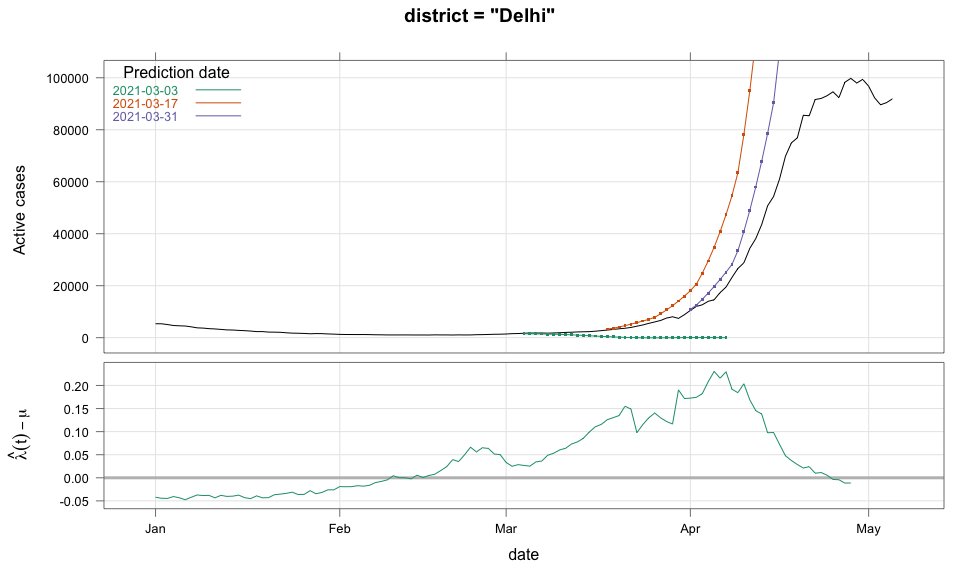 district = "Delhi"
Prediction date
2021-03-03
2021-03-17
2021-03-31
Active cases
100000
80000
60000
40000
20000
0
λ̂(t) − μ
0.20
0.15
0.10
0.05
0.00
-0.05
Jan Feb Mar Apr May
date